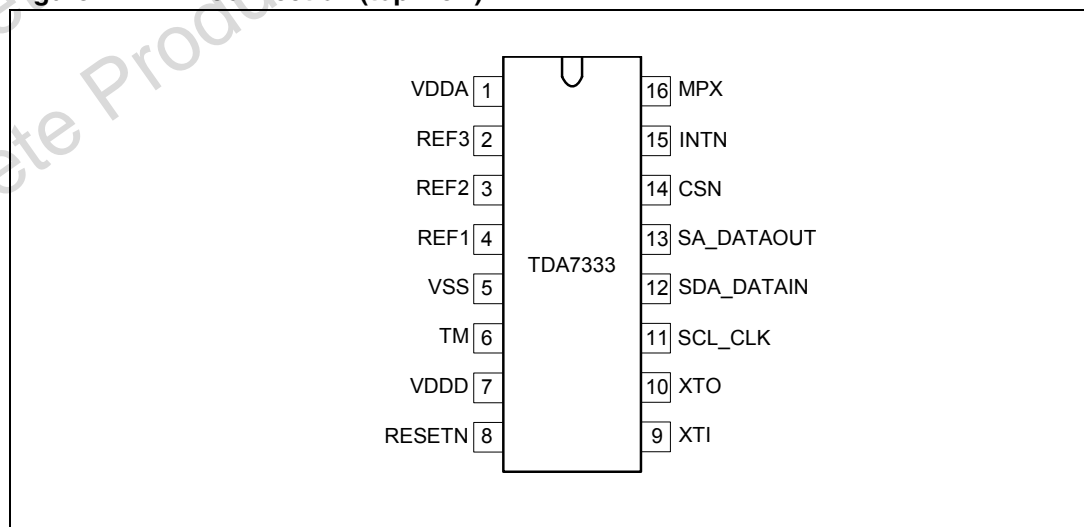 (top
VDDA 1
REF3 2
REF2 3
REF1 4
VSS 5
TM 6
VDDD 7
RESETN 8
TDA7333
16 MPX
15 INTN
14 CSN
13 SA_DATAOUT
12 SDA_DATAIN
11 SCL_CLK
10 XTO
9 XTI